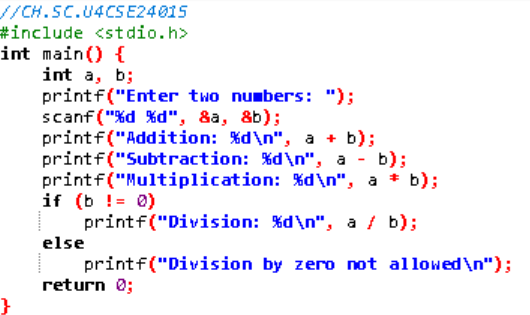 //CH.SC.U4CSE24015
#include <stdio.h>
int main() {
    int a, b;
    printf("Enter two numbers: ");
    scanf("%d %d", &a, &b);
    printf("Addition: %d\n", a + b);
    printf("Subtraction: %d\n", a - b);
    printf("Multiplication: %d\n", a * b);
    if (b != 0)
        printf("Division: %d\n", a / b);
    else
        printf("Division by zero not allowed\n");
    return 0;
}